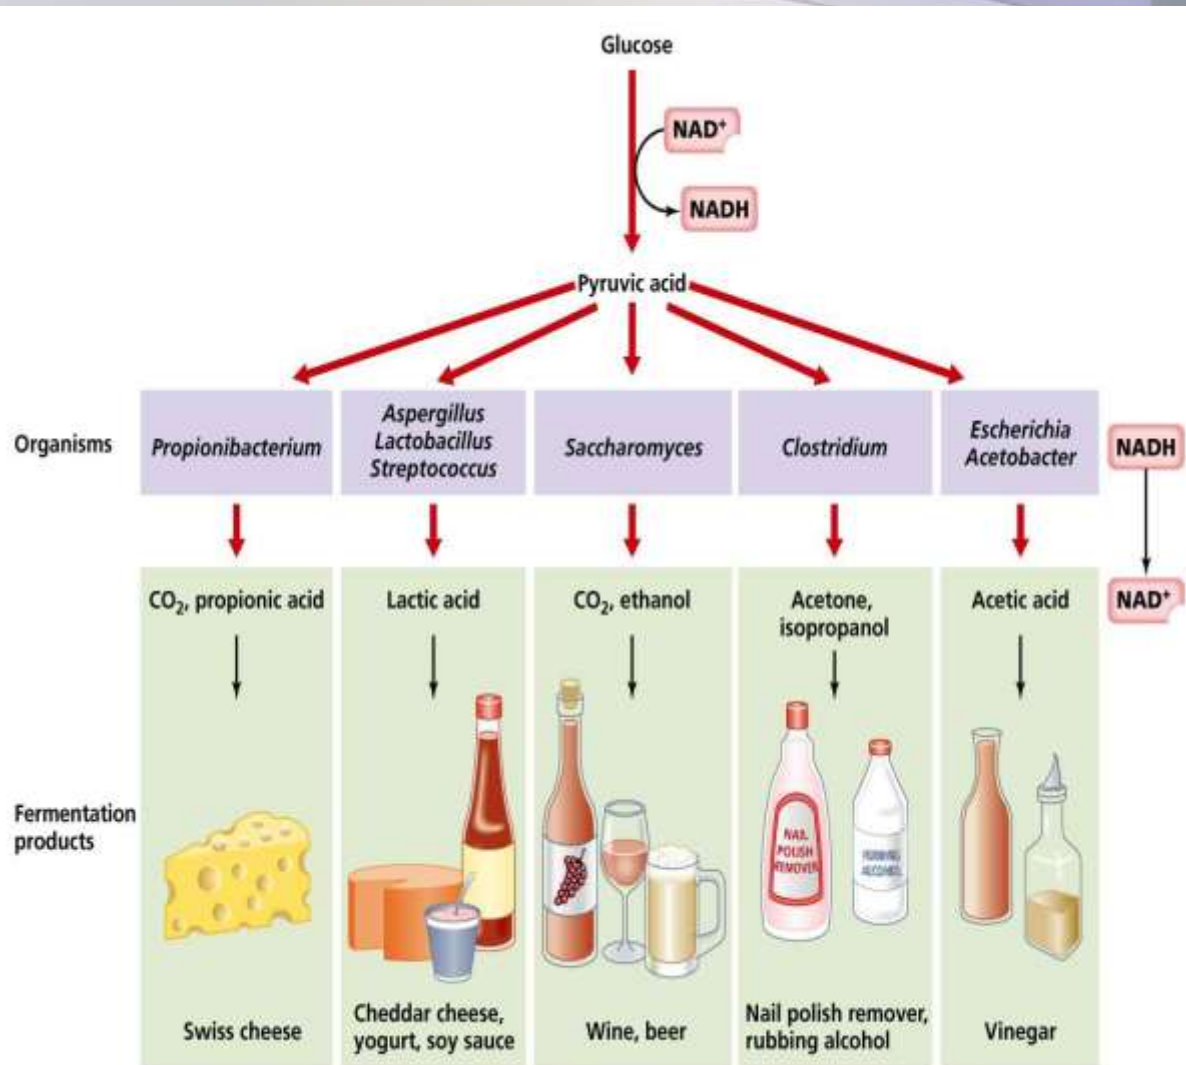 Glucose
NAD⁺
NADH
Pyruvic acid
Organisms
Propionibacterium
Aspergillus
Lactobacillus
Streptococcus
Saccharomyces
Clostridium
Escherichia
Acetobacter
NADH
CO₂, propionic acid
Lactic acid
CO₂, ethanol
Acetone,
isopropanol
Acetic acid
NAD⁺
Fermentation
products
NAIL
POLISH
REMOVER
RUBBING
ALCOHOL
Swiss cheese
Cheddar cheese,
yogurt, soy sauce
Wine, beer
Nail polish remover,
rubbing alcohol
Vinegar